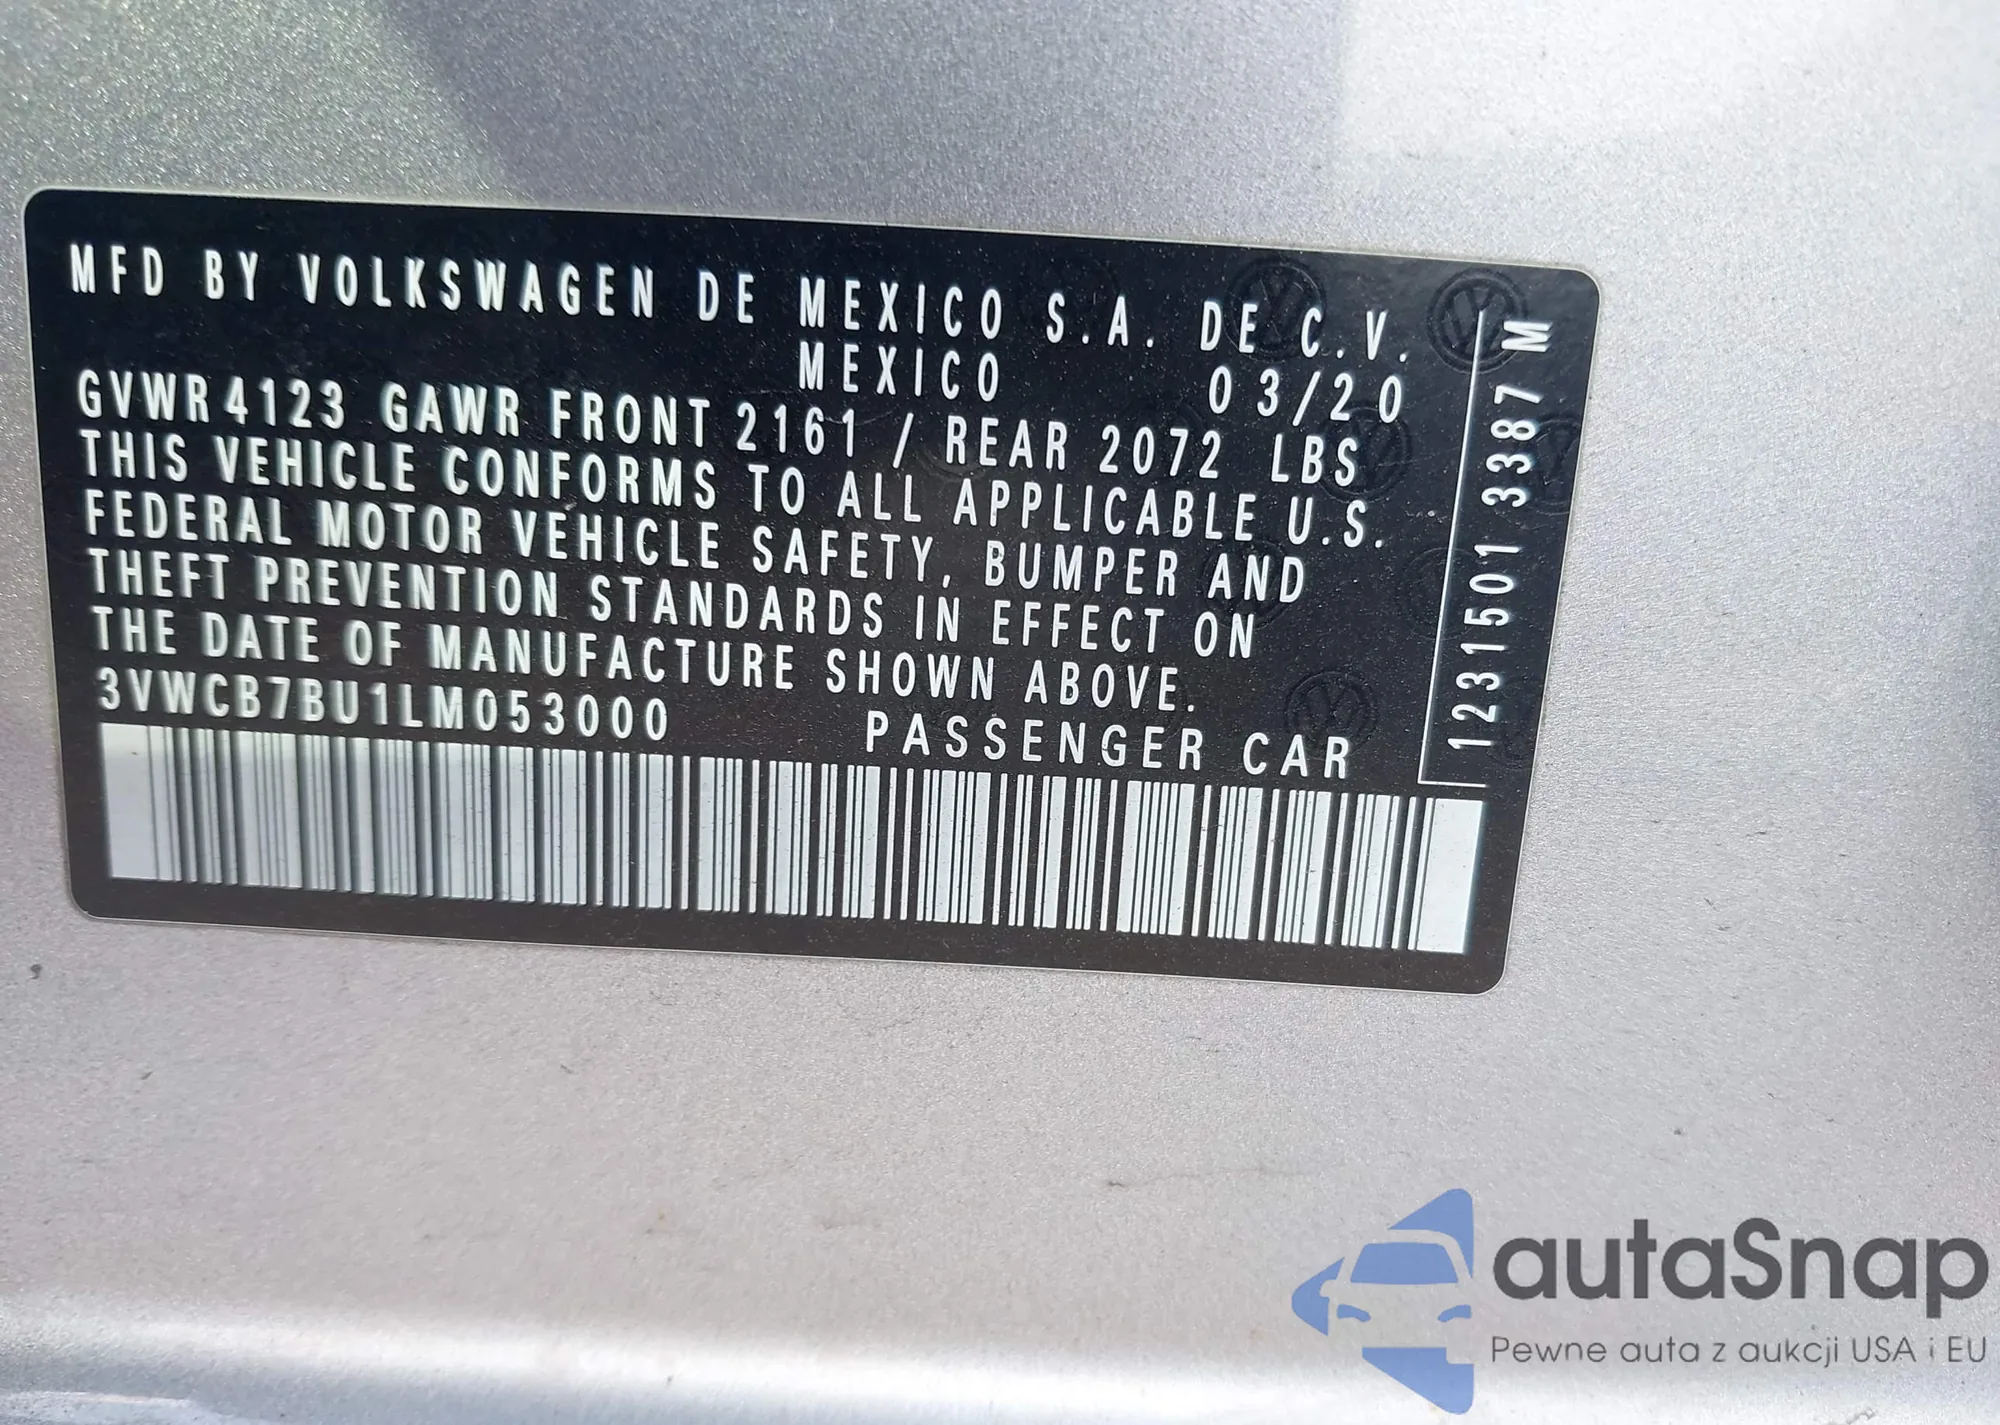 MFD BY VOLKSWAGEN DE MEXICO S.A. DE C.V.
MEXICO 03/20
GVWR 4123 GAWR FRONT 2161 / REAR 2072 LBS
THIS VEHICLE CONFORMS TO ALL APPLICABLE U.S.
FEDERAL MOTOR VEHICLE SAFETY, BUMPER AND
THEFT PREVENTION STANDARDS IN EFFECT ON
THE DATE OF MANUFACTURE SHOWN ABOVE.
3VWCB7BU1LM053000 PASSENGER CAR
1231501 3387 M
autaSnap
Pewne auta z aukcji USA i EU